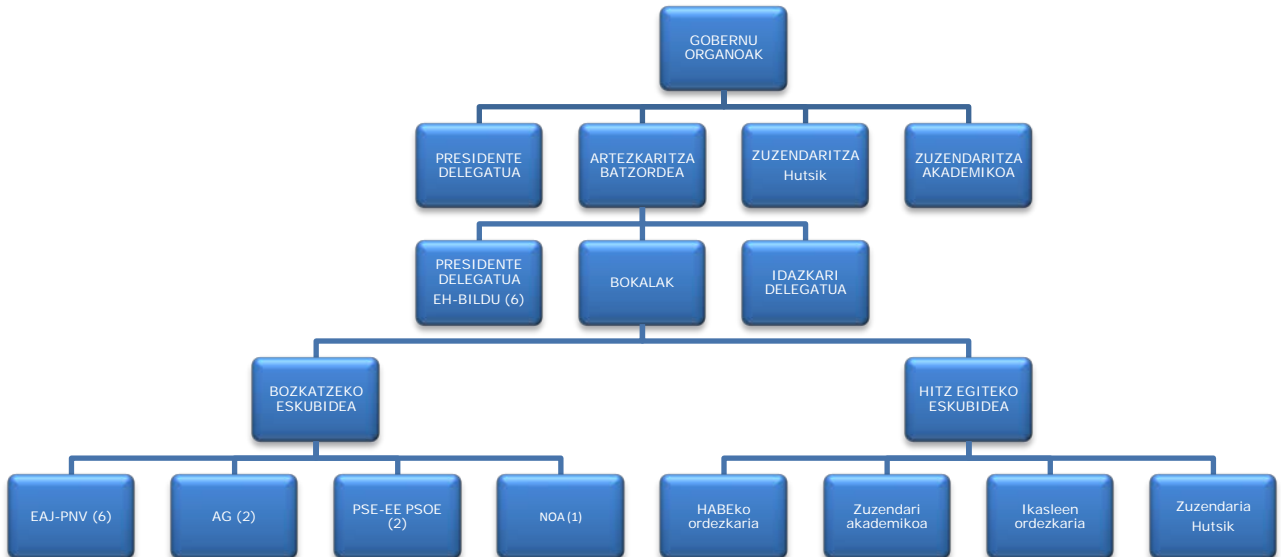 GOBERNU
ORGANOAK
PRESIDENTE
DELEGATUA
ARTEZKARITZA
BATZORDEA
ZUZENDARITZA
Hutsik
ZUZENDARITZA
AKADEMIKOA
PRESIDENTE
DELEGATUA
EH-BILDU (6)
BOKALAK
IDAZKARI
DELEGATUA
BOZKATZEKO
ESKUBIDEA
HITZ EGITEKO
ESKUBIDEA
EAJ-PNV (6)
AG (2)
PSE-EE PSOE
(2)
NOA (1)
HABEko
ordezkaria
Zuzendari
akademikoa
Ikasleen
ordezkaria
Zuzendaria
Hutsik